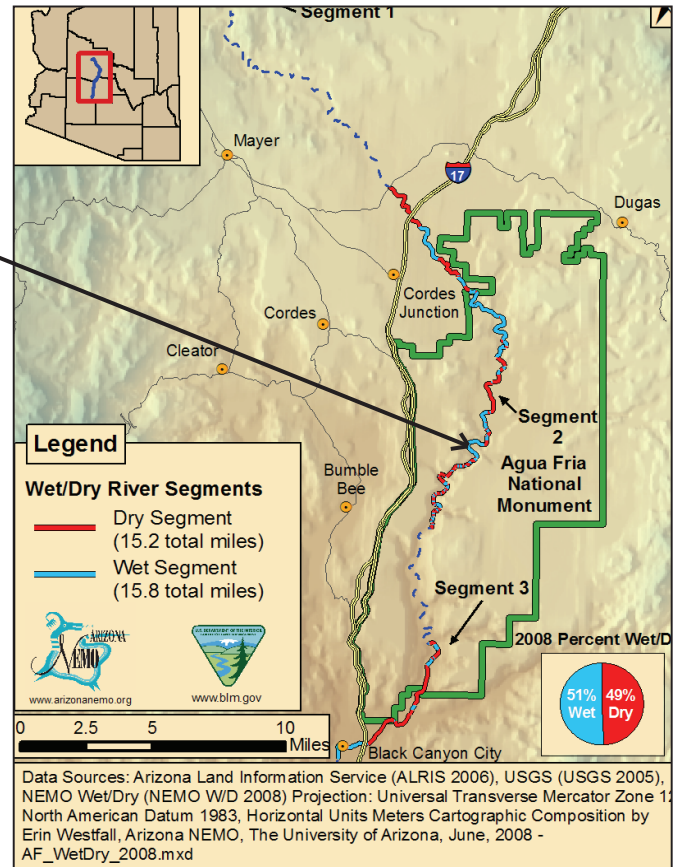 Segment 1
Mayer
17
Dugas
Cordes
Junction
Cordes
Cleator
Segment
2
Agua Fria
National
Monument
Bumble
Bee
Segment 3
Black Canyon City
Legend
Wet/Dry River Segments
Dry Segment
(15.2 total miles)
Wet Segment
(15.8 total miles)
ARIZONA
NEMO
www.arizonanemo.org
www.blm.gov
2008 Percent Wet/D
51%
Wet
49%
Dry
0 2.5 5 10
Miles
Data Sources: Arizona Land Information Service (ALRIS 2006), USGS (USGS 2005),
NEMO Wet/Dry (NEMO W/D 2008) Projection: Universal Transverse Mercator Zone 12
North American Datum 1983, Horizontal Units Meters Cartographic Composition by
Erin Westfall, Arizona NEMO, The University of Arizona, June, 2008 -
AF_WetDry_2008.mxd